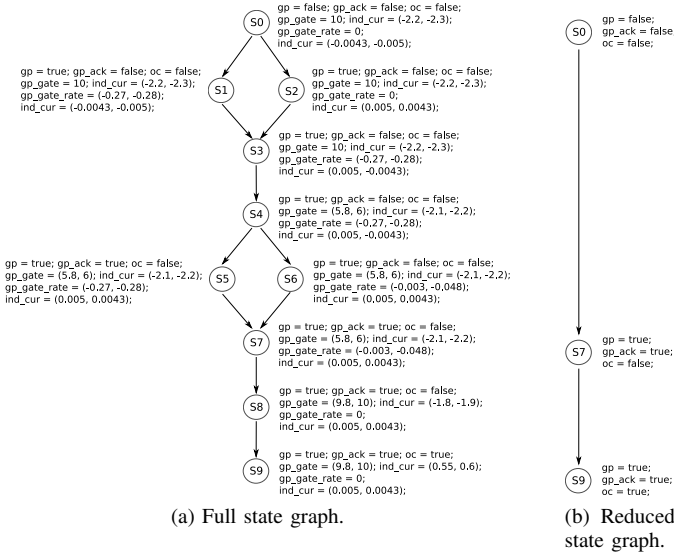 S0
gp = false; gp_ack = false; oc = false;
gp_gate = 10; ind_cur = (-2.2, -2.3);
gp_gate_rate = 0;
ind_cur = (-0.0043, -0.005);
gp = true; gp_ack = false; oc = false;
gp_gate = 10; ind_cur = (-2.2, -2.3);
gp_gate_rate = (-0.27, -0.28);
ind_cur = (-0.0043, -0.005);
S1
S2
gp = true; gp_ack = false; oc = false;
gp_gate = 10; ind_cur = (-2.2, -2.3);
gp_gate_rate = 0;
ind_cur = (0.005, 0.0043);
S3
gp = true; gp_ack = false; oc = false;
gp_gate = 10; ind_cur = (-2.2, -2.3);
gp_gate_rate = (-0.27, -0.28);
ind_cur = (0.005, -0.0043);
S4
gp = true; gp_ack = false; oc = false;
gp_gate = (5.8, 6); ind_cur = (-2.1, -2.2);
gp_gate_rate = (-0.27, -0.28);
ind_cur = (0.005, -0.0043);
gp = true; gp_ack = true; oc = false;
gp_gate = (5.8, 6); ind_cur = (-2.1, -2.2);
gp_gate_rate = (-0.27, -0.28);
ind_cur = (0.005, 0.0043);
S5
S6
gp = true; gp_ack = false; oc = false;
gp_gate = (5,8, 6); ind_cur = (-2.1, -2.2);
gp_gate_rate = (-0.003, -0.048);
ind_cur = (0.005, 0.0043);
S7
gp = true; gp_ack = true; oc = false;
gp_gate = (5.8, 6); ind_cur = (-2.1, -2.2);
gp_gate_rate = (-0.003, -0.048);
ind_cur = (0.005, 0.0043);
S8
gp = true; gp_ack = true; oc = false;
gp_gate = (9.8, 10); ind_cur = (-1.8, -1.9);
gp_gate_rate = 0;
ind_cur = (0.005, 0.0043);
S9
gp = true; gp_ack = true; oc = true;
gp_gate = (9.8, 10); ind_cur = (0.55, 0.6);
gp_gate_rate = 0;
ind_cur = (0.005, 0.0043);
(a) Full state graph.
S0
gp = false;
gp_ack = false
oc = false;
S7
gp = true;
gp_ack = true;
oc = false;
S9
gp = true;
gp_ack = true;
oc = true;
(b) Reduced
state graph.